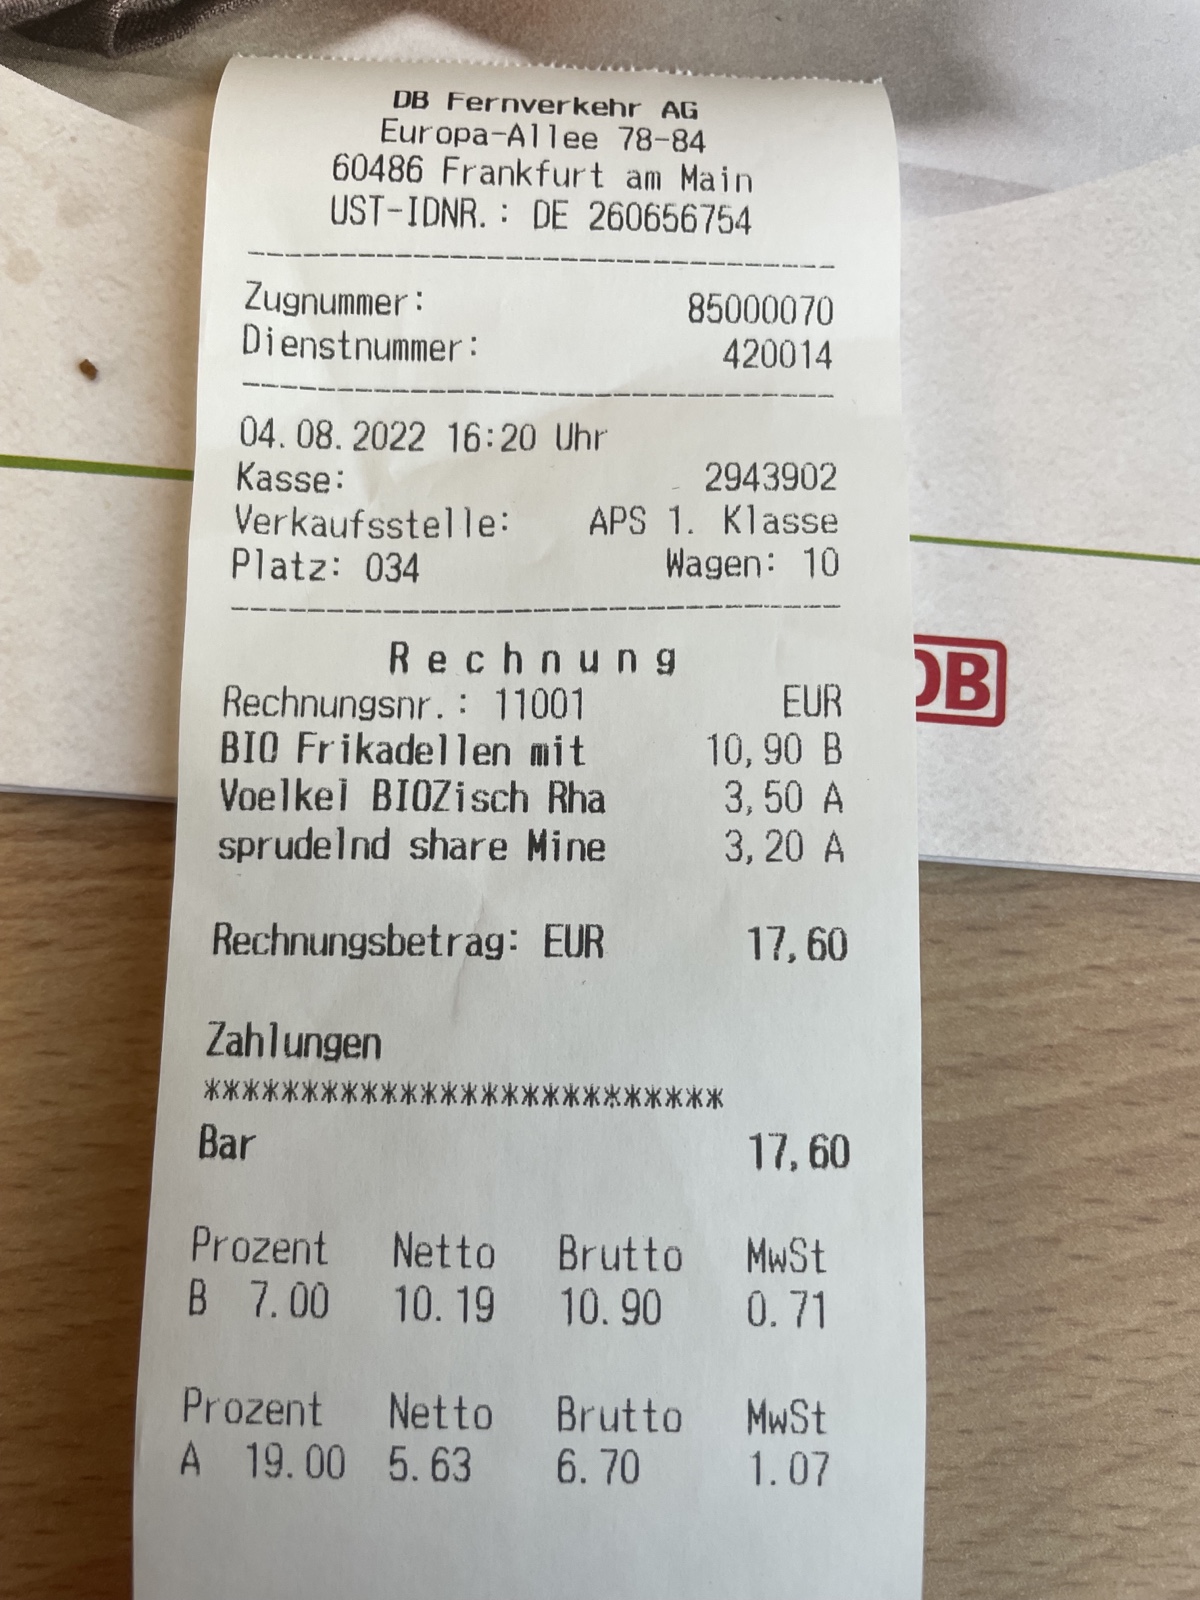 DB Fernverkehr AG
Europa-Allee 78-84
60486 Frankfurt am Main
UST-IDNR.: DE 260656754
Zugnummer: 85000070
Dienstnummer: 420014
04.08.2022 16:20 Uhr
Kasse: 2943902
Verkaufsstelle: APS 1. Klasse
Platz: 034 Wagen: 10
Rechnung
Rechnungsnr.: 11001 EUR
BIO Frikadellen mit 10,90 B
Voelkel BIOZisch Rha 3,50 A
sprudelnd share Mine 3,20 A
Rechnungsbetrag: EUR 17,60
Zahlungen
***************************
Bar 17,60
Prozent Netto Brutto MwSt
B 7.00 10.19 10.90 0.71
Prozent Netto Brutto MwSt
A 19.00 5.63 6.70 1.07
DB